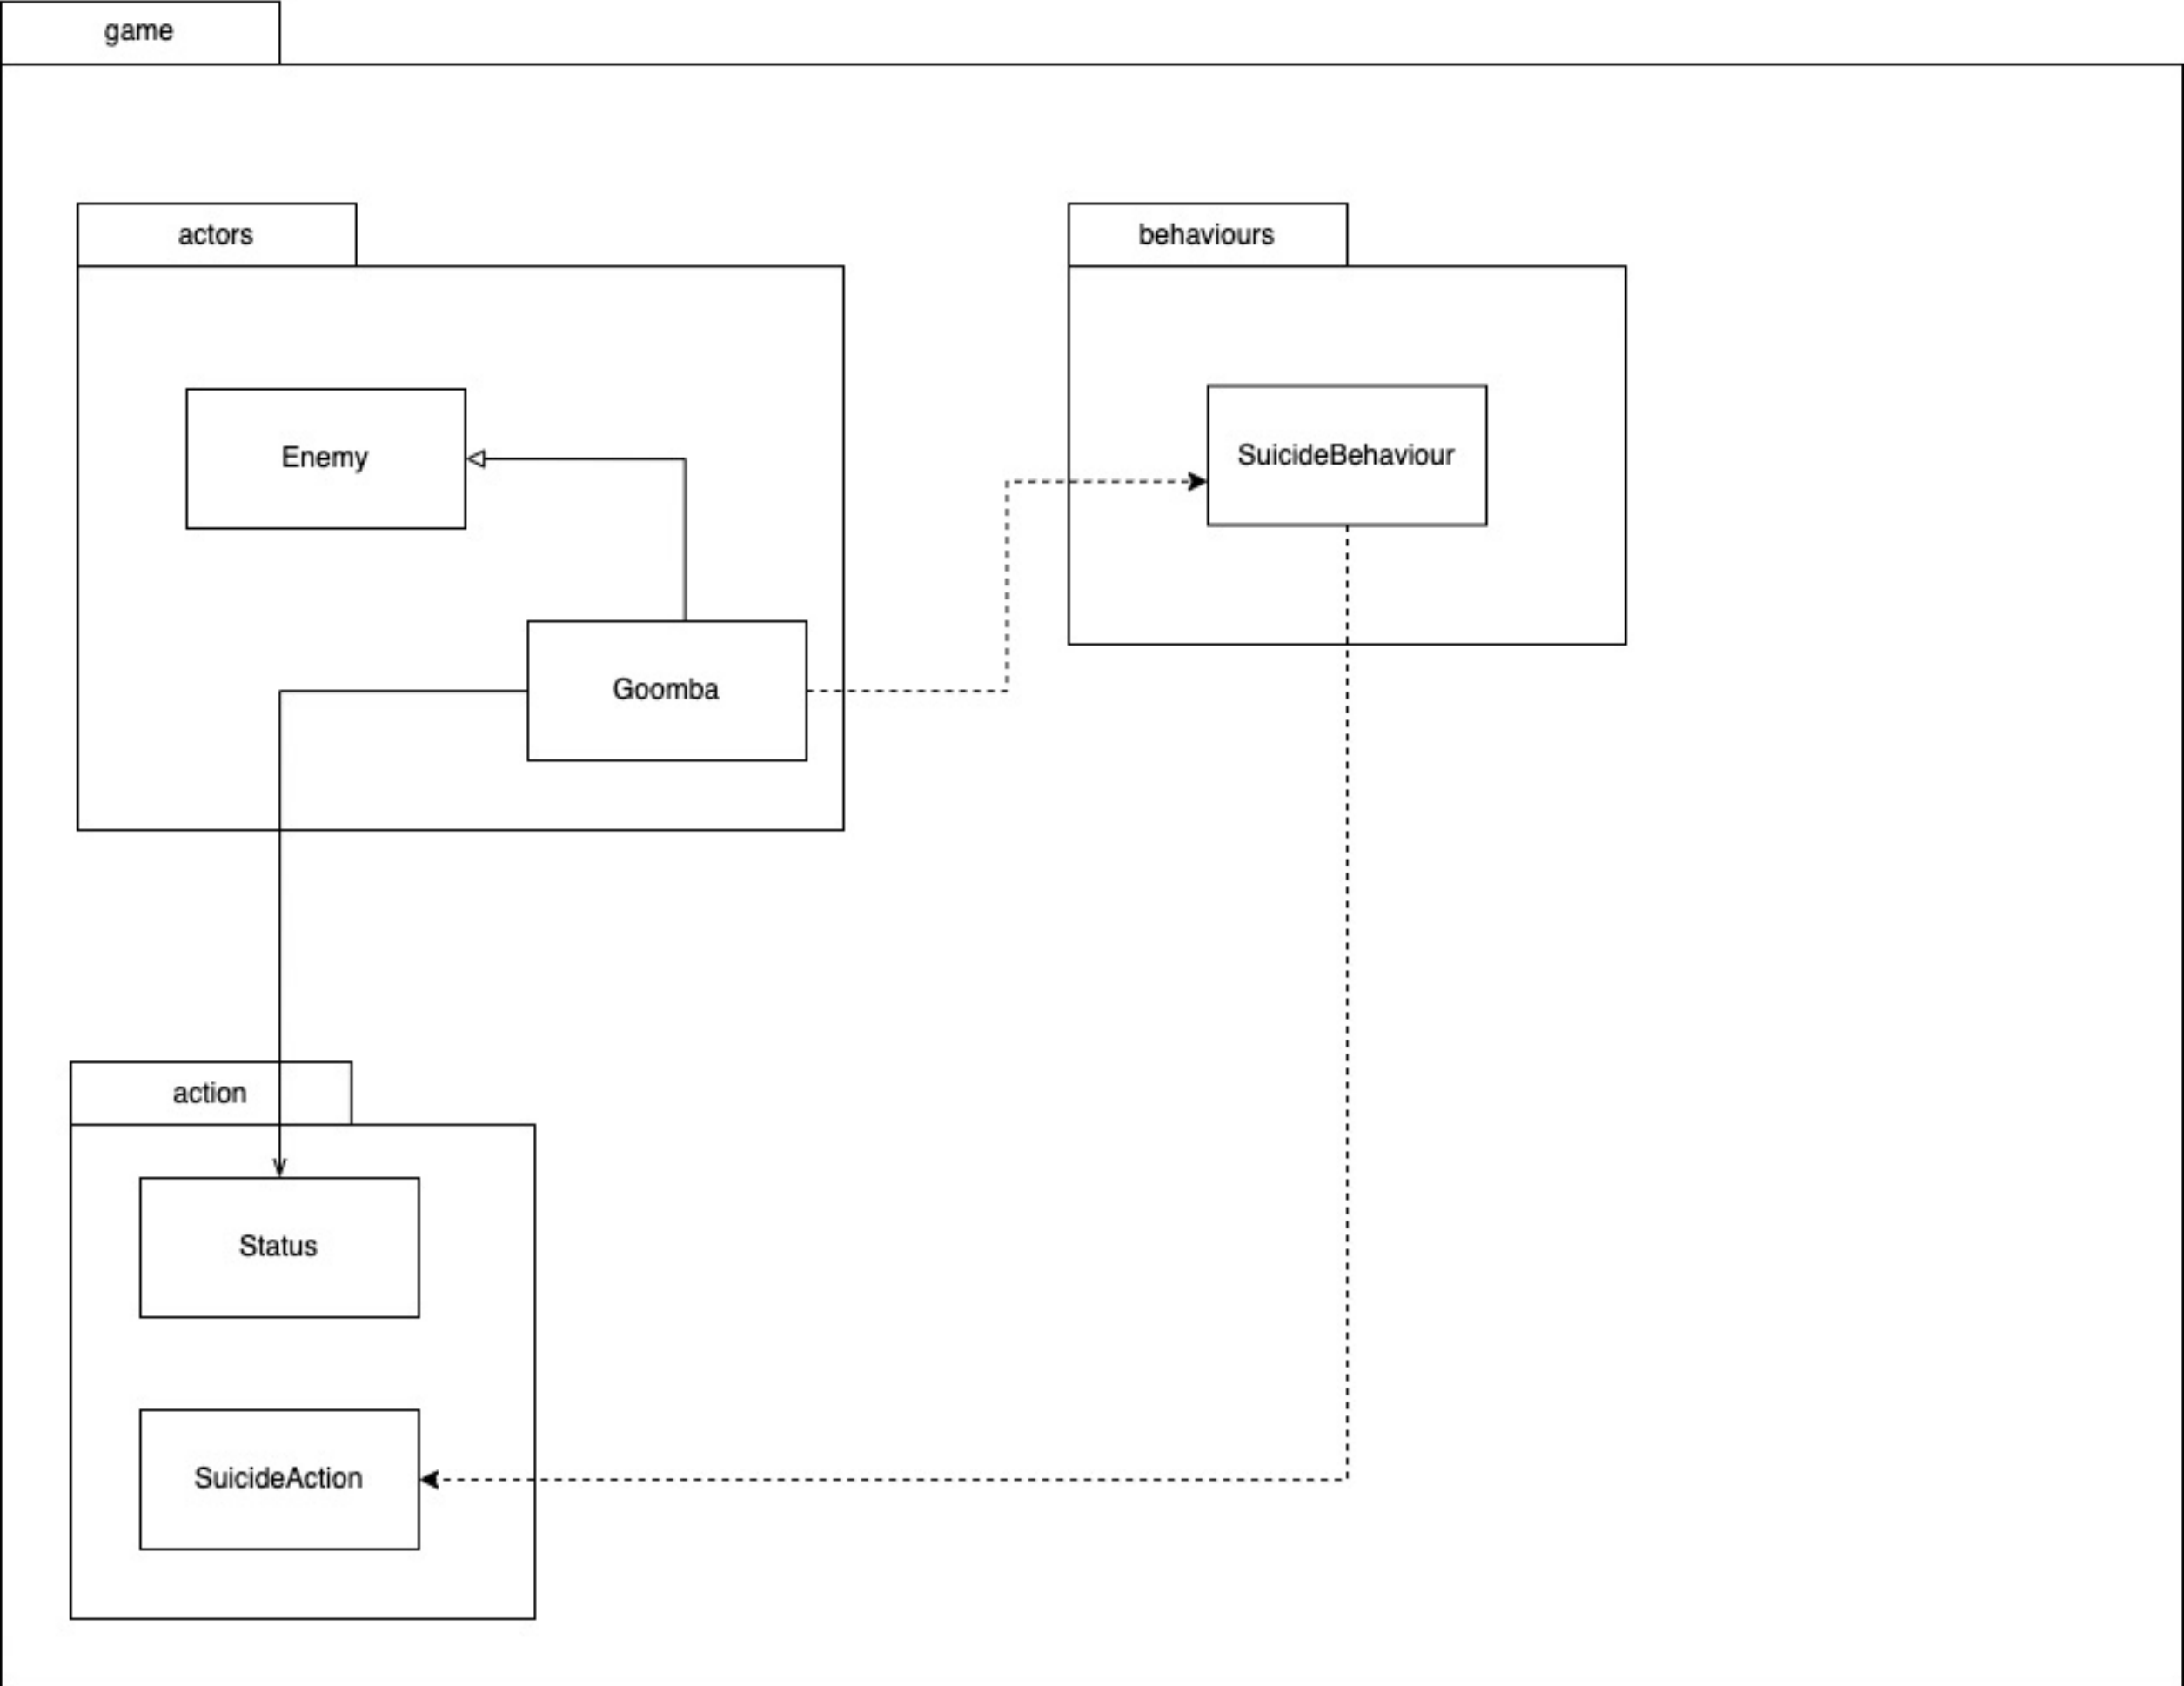 game
actors
behaviours
Enemy
SuicideBehaviour
Goomba
action
Status
SuicideAction